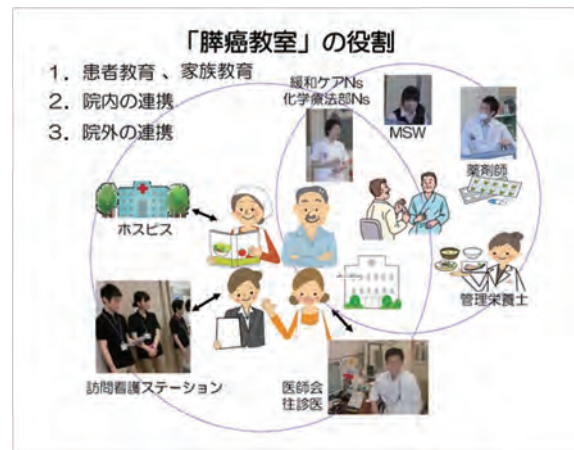 「膵癌教室」の役割
1. 患者教育、家族教育
2. 院内の連携
3. 院外の連携
緩和ケアNs
化学療法部Ns
MSW
薬剤師
ホスピス
管理栄養士
訪問看護ステーション
医師会
往診医